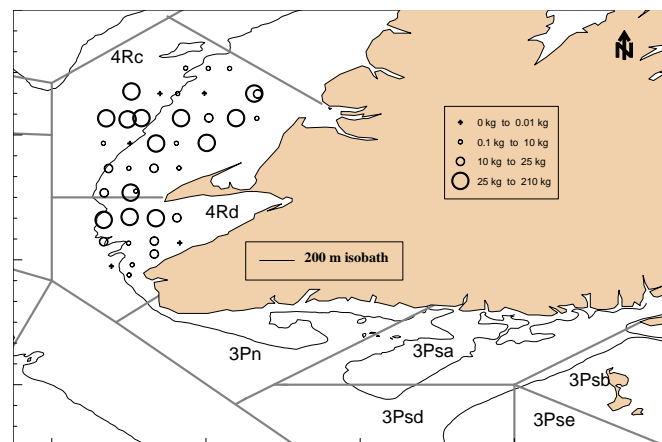 4Rc
N
0 kg to 0.01 kg
0.1 kg to 10 kg
10 kg to 25 kg
25 kg to 210 kg
4Rd
200 m isobath
3Pn
3Psa
3Psb
3Psd
3Pse